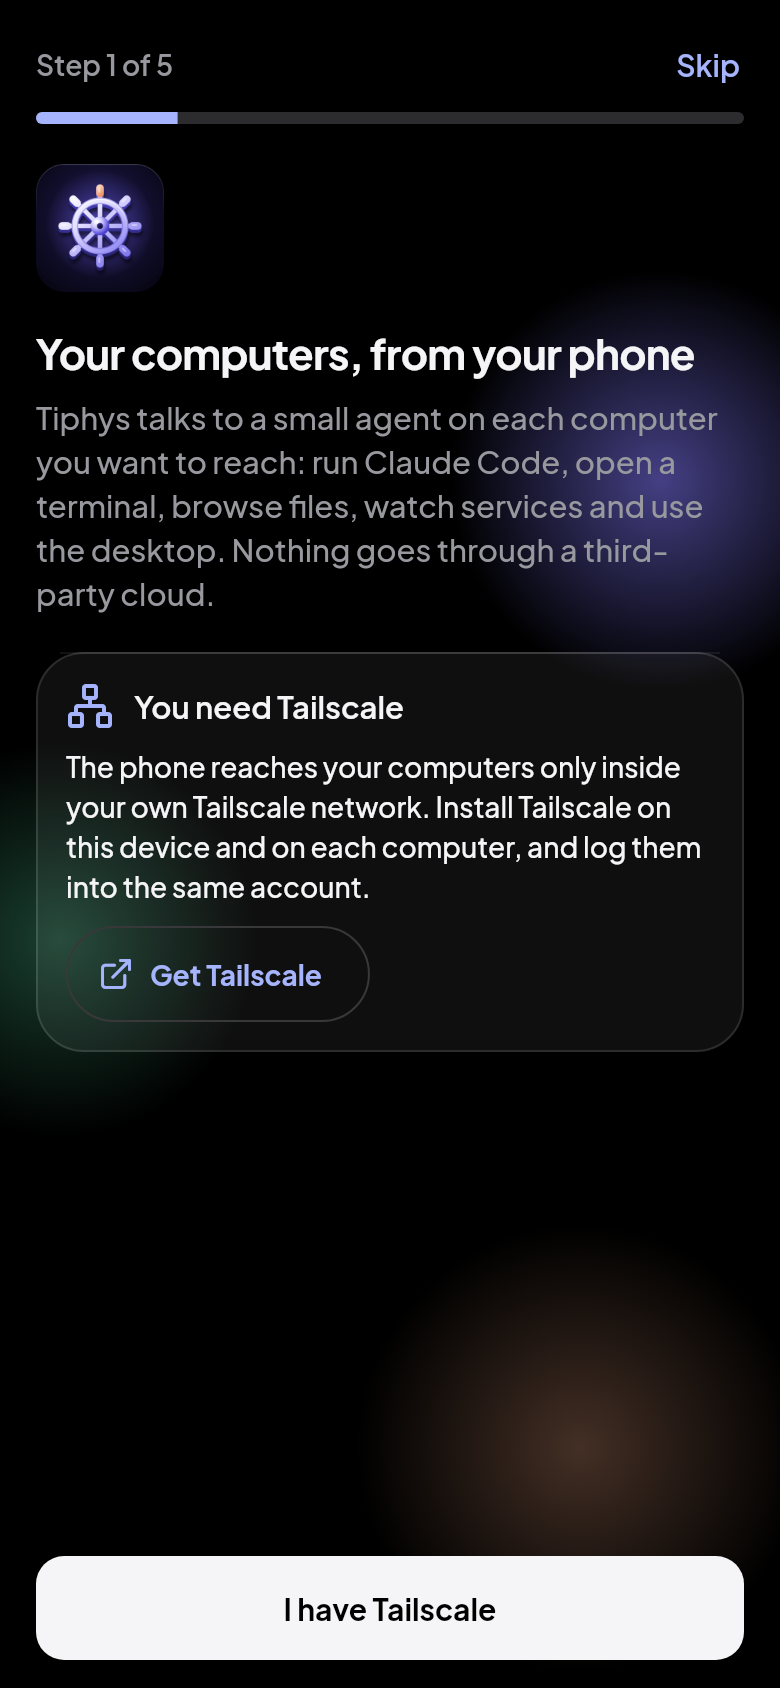 Step 1 of 5
Skip
Your computers, from your phone
Tiphys talks to a small agent on each computer
you want to reach: run Claude Code, open a
terminal, browse files, watch services and use
the desktop. Nothing goes through a third-
party cloud.
You need Tailscale
The phone reaches your computers only inside
your own Tailscale network. Install Tailscale on
this device and on each computer, and log them
into the same account.
Get Tailscale
I have Tailscale